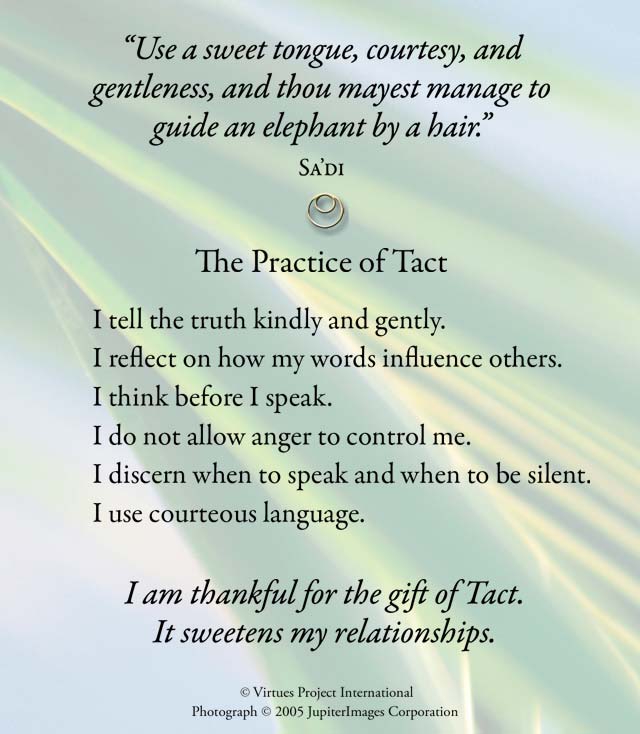 “Use a sweet tongue, courtesy, and
gentleness, and thou mayest manage to
guide an elephant by a hair.”
Sa’di
The Practice of Tact
I tell the truth kindly and gently.
I reflect on how my words influence others.
I think before I speak.
I do not allow anger to control me.
I discern when to speak and when to be silent.
I use courteous language.
I am thankful for the gift of Tact.
It sweetens my relationships.
© Virtues Project International
Photograph © 2005 JupiterImages Corporation